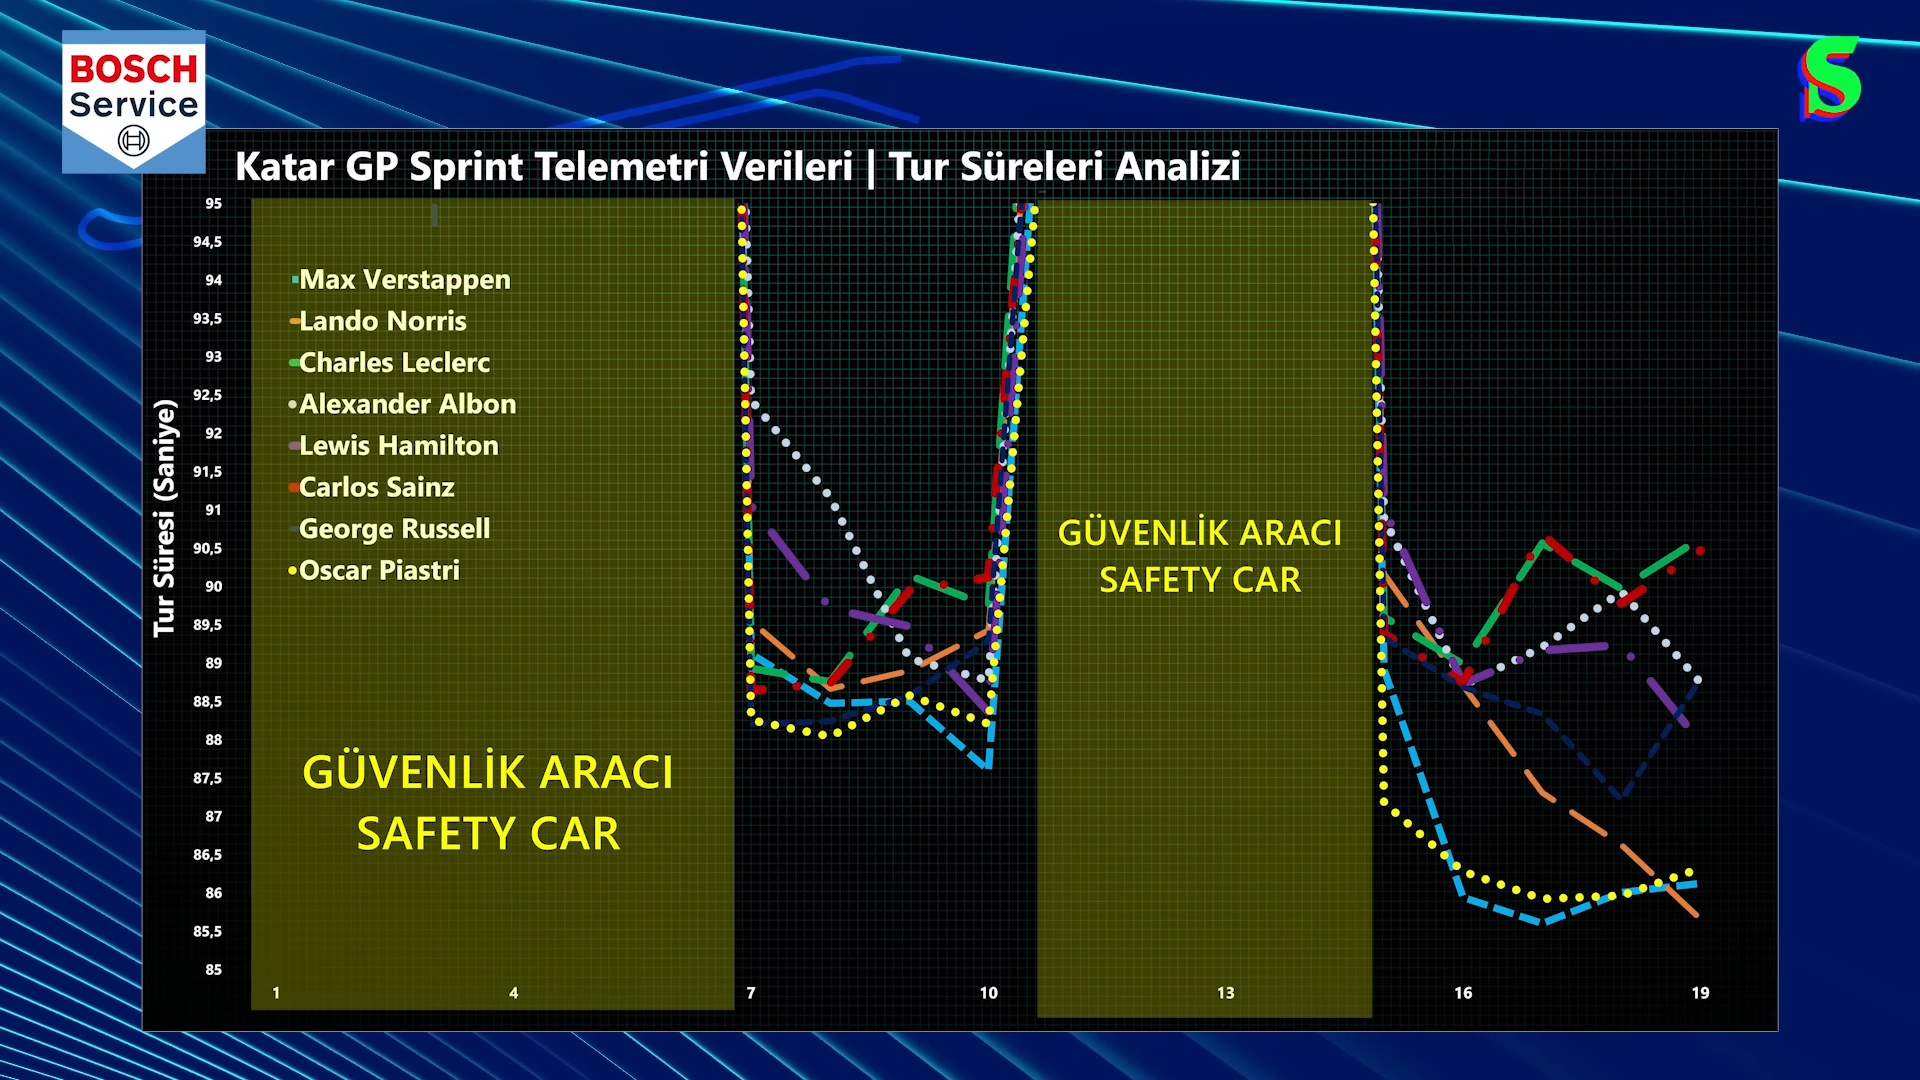 BOSCH
Service
S
Katar GP Sprint Telemetri Verileri | Tur Süreleri Analizi
Tur Süresi (Saniye)
95
94,5
94
93,5
93
92,5
92
91,5
91
90,5
90
89,5
89
88,5
88
87,5
87
86,5
86
85,5
85
Max Verstappen
Lando Norris
Charles Leclerc
Alexander Albon
Lewis Hamilton
Carlos Sainz
George Russell
Oscar Piastri
GÜVENLİK ARACI
SAFETY CAR
GÜVENLİK ARACI
SAFETY CAR
1 4 7 10 13 16 19